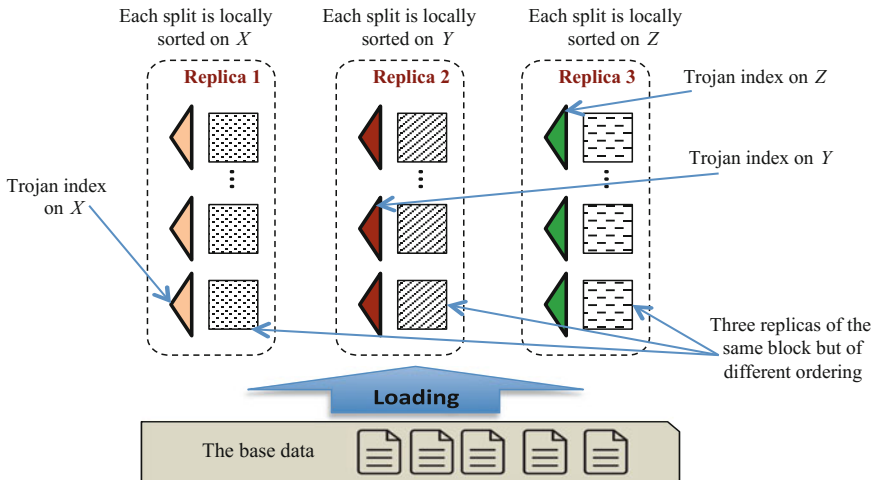 Each split is locally
sorted on X
Each split is locally
sorted on Y
Each split is locally
sorted on Z
Replica 1
Replica 2
Replica 3
Trojan index on Z
Trojan index on Y
Trojan index
on X
Three replicas of the
same block but of
different ordering
Loading
The base data